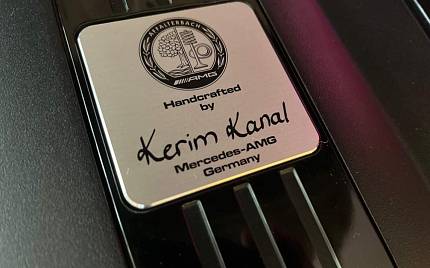 AFFALTERBACH
AMG
Handcrafted
by
Kerim Kanal
Mercedes-AMG
Germany